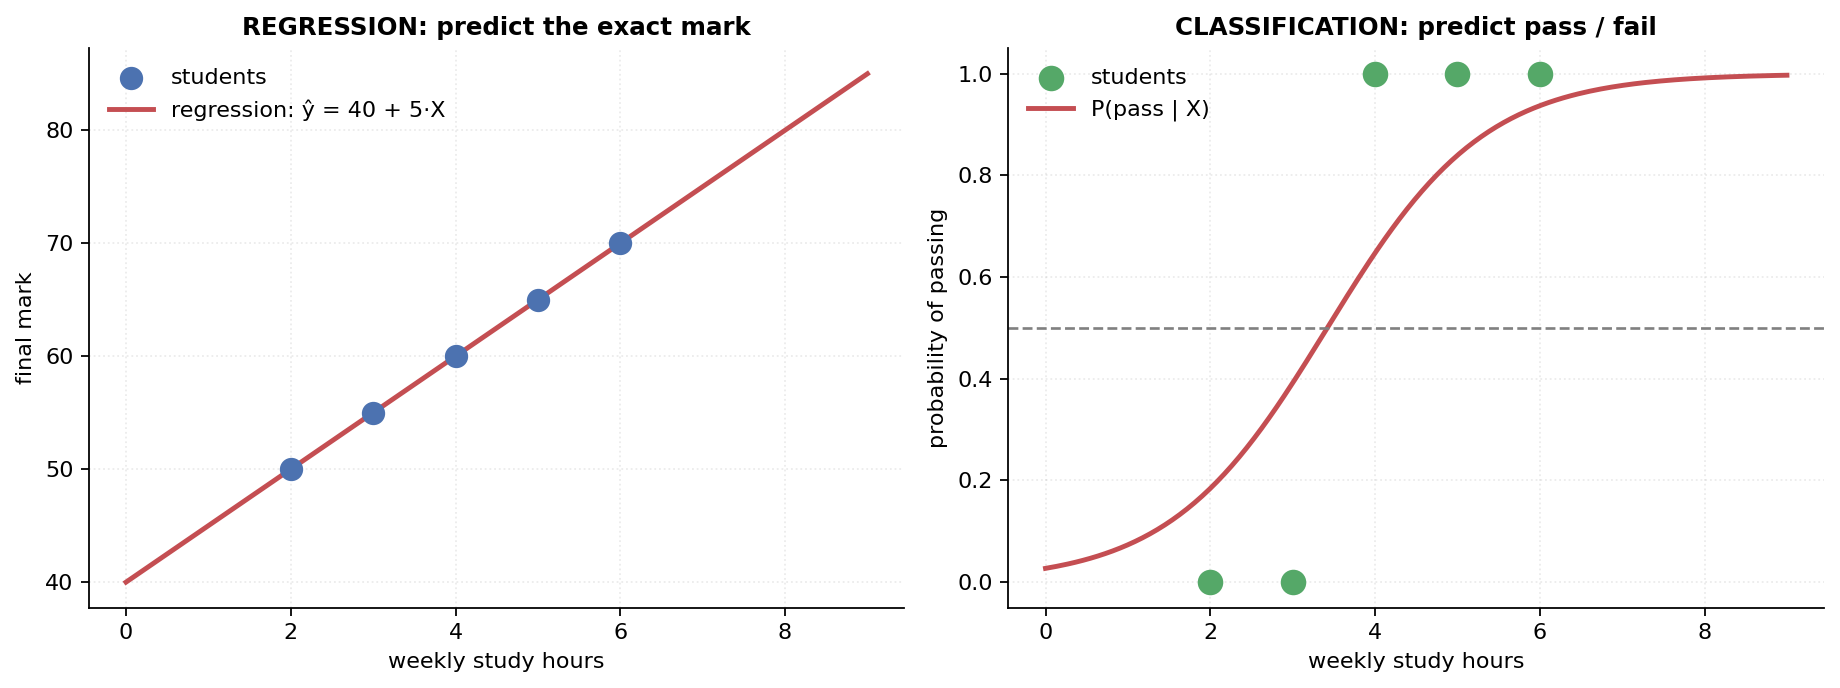 REGRESSION: predict the exact mark
students
regression: ŷ = 40 + 5·X
80
70
60
50
40
final mark
0 2 4 6 8
weekly study hours
CLASSIFICATION: predict pass / fail
students
P(pass | X)
1.0
0.8
0.6
0.4
0.2
0.0
probability of passing
0 2 4 6 8
weekly study hours